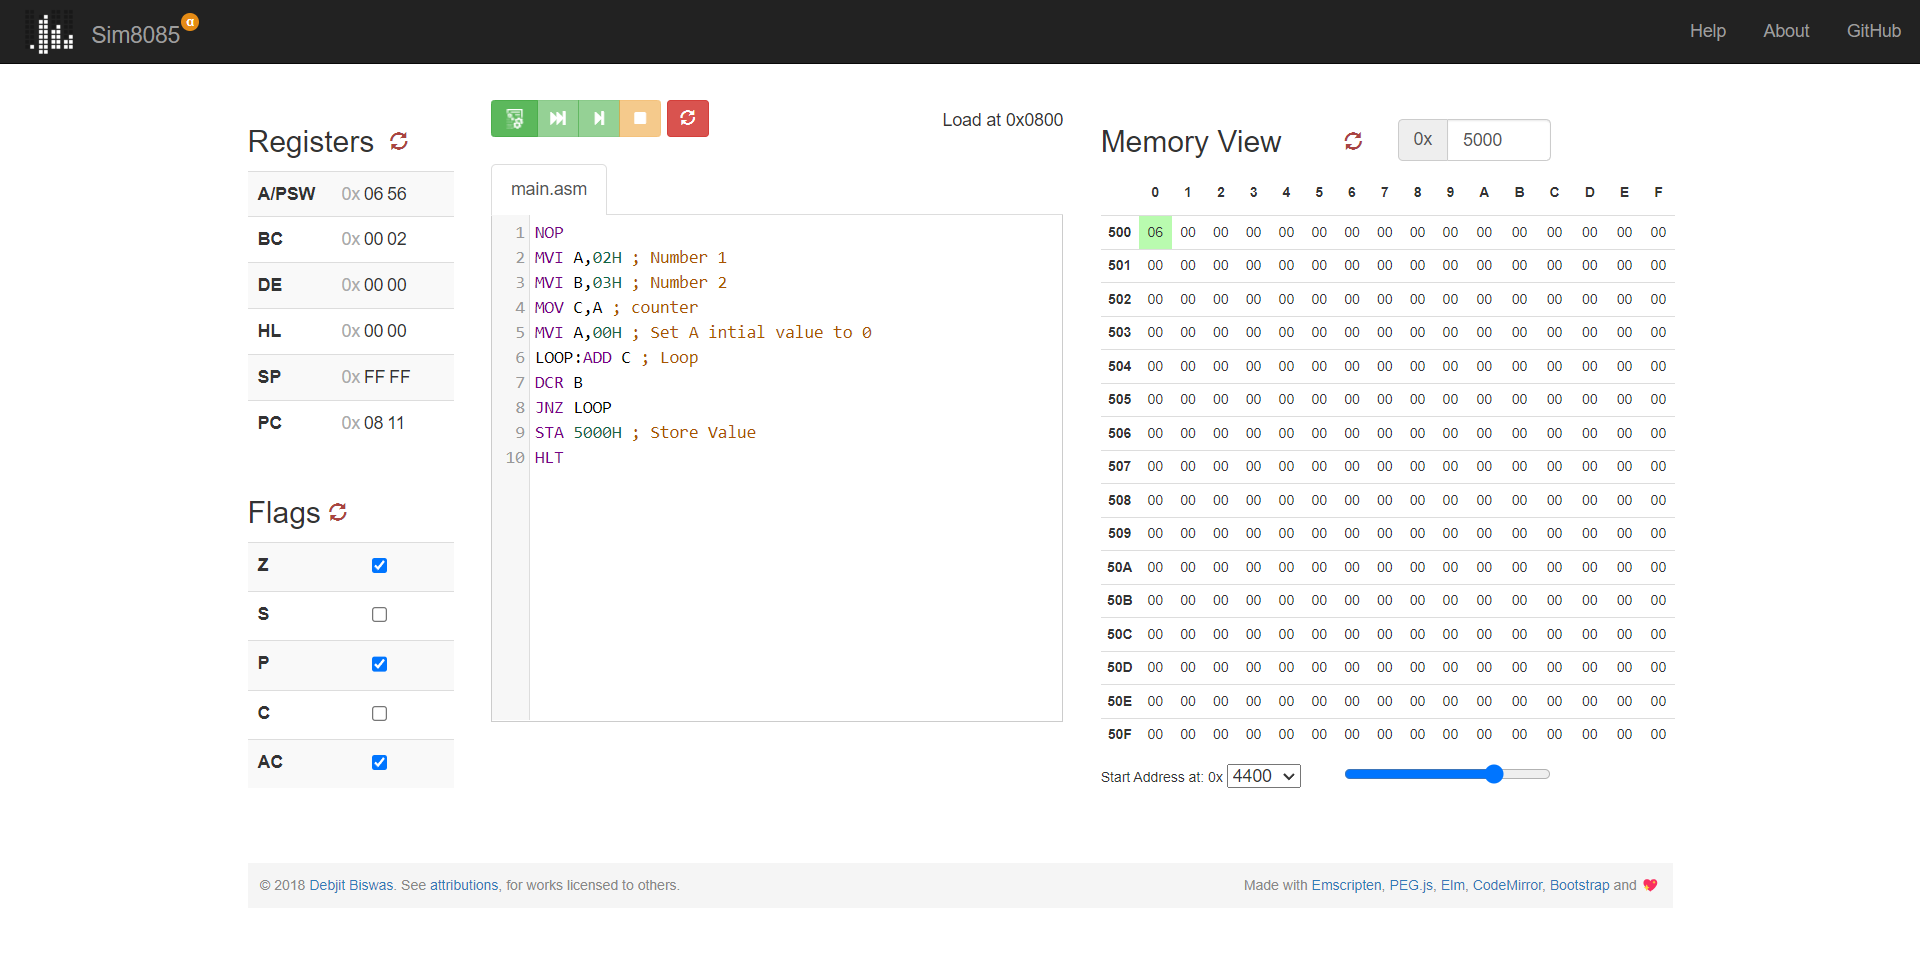 Sim8085 α Help About GitHub
Load at 0x0800
Registers
A/PSW 0x 06 56
BC 0x 00 02
DE 0x 00 00
HL 0x 00 00
SP 0x FF FF
PC 0x 08 11
Flags
Z
S
P
C
AC
main.asm
1 NOP
2 MVI A,02H ; Number 1
3 MVI B,03H ; Number 2
4 MOV C,A ; counter
5 MVI A,00H ; Set A intial value to 0
6 LOOP:ADD C ; Loop
7 DCR B
8 JNZ LOOP
9 STA 5000H ; Store Value
10 HLT
Memory View 0x 5000
0 1 2 3 4 5 6 7 8 9 A B C D E F
500 06 00 00 00 00 00 00 00 00 00 00 00 00 00 00 00
501 00 00 00 00 00 00 00 00 00 00 00 00 00 00 00 00
502 00 00 00 00 00 00 00 00 00 00 00 00 00 00 00 00
503 00 00 00 00 00 00 00 00 00 00 00 00 00 00 00 00
504 00 00 00 00 00 00 00 00 00 00 00 00 00 00 00 00
505 00 00 00 00 00 00 00 00 00 00 00 00 00 00 00 00
506 00 00 00 00 00 00 00 00 00 00 00 00 00 00 00 00
507 00 00 00 00 00 00 00 00 00 00 00 00 00 00 00 00
508 00 00 00 00 00 00 00 00 00 00 00 00 00 00 00 00
509 00 00 00 00 00 00 00 00 00 00 00 00 00 00 00 00
50A 00 00 00 00 00 00 00 00 00 00 00 00 00 00 00 00
50B 00 00 00 00 00 00 00 00 00 00 00 00 00 00 00 00
50C 00 00 00 00 00 00 00 00 00 00 00 00 00 00 00 00
50D 00 00 00 00 00 00 00 00 00 00 00 00 00 00 00 00
50E 00 00 00 00 00 00 00 00 00 00 00 00 00 00 00 00
50F 00 00 00 00 00 00 00 00 00 00 00 00 00 00 00 00
Start Address at: 0x 4400
© 2018 Debjit Biswas. See attributions, for works licensed to others.
Made with Emscripten, PEG.js, Elm, CodeMirror, Bootstrap and 💖